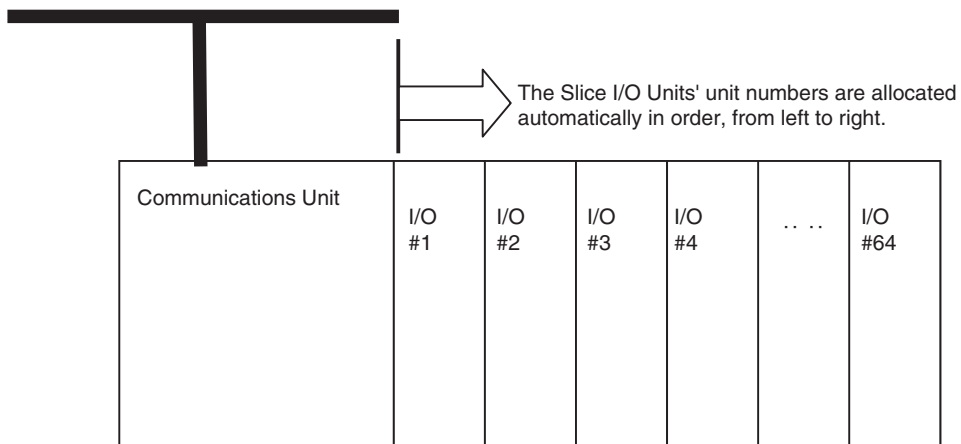 The Slice I/O Units' unit numbers are allocated
automatically in order, from left to right.
Communications Unit
I/O
#1
I/O
#2
I/O
#3
I/O
#4
.. ..
I/O
#64